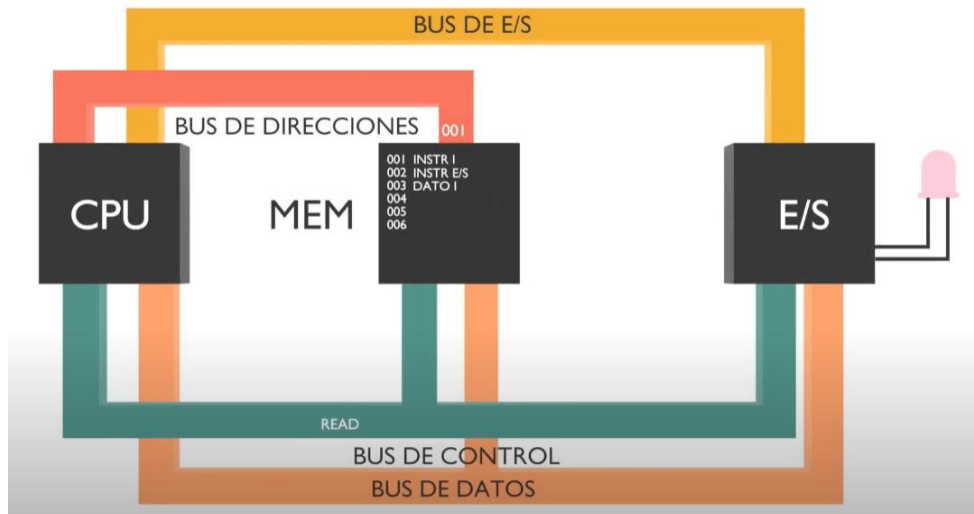 BUS DE E/S
BUS DE DIRECCIONES
001
CPU
MEM
001 INSTR I
002 INSTR E/S
003 DATO I
004
005
006
E/S
READ
BUS DE CONTROL
BUS DE DATOS